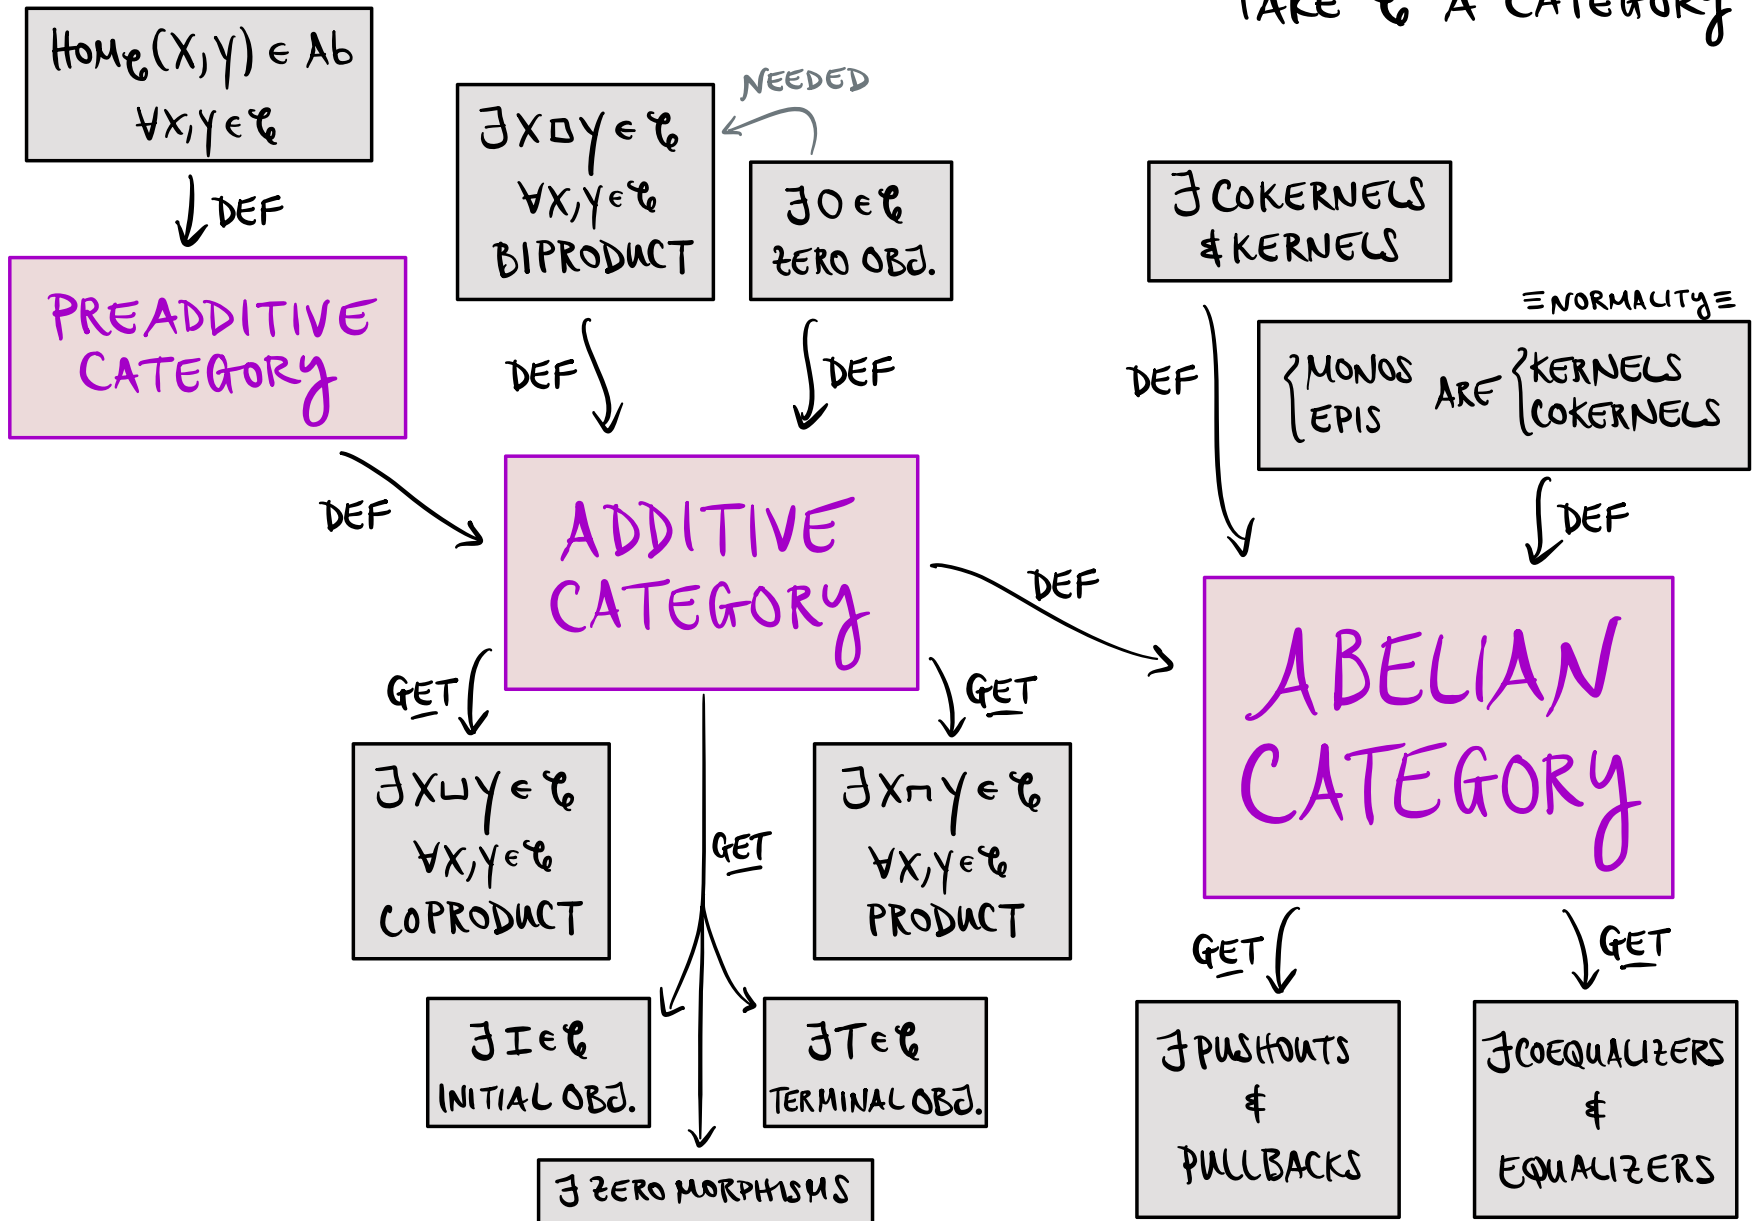 TAKE 𝒞 A CATEGORY
Hom𝒞(X,Y) ∈ Ab
∀X,Y ∈ 𝒞
DEF
PREADDITIVE
CATEGORY
NEEDED
∃ X□Y ∈ 𝒞
∀X,Y ∈ 𝒞
BIPRODUCT
∃ O ∈ 𝒞
ZERO OBJ.
DEF
DEF
DEF
ADDITIVE
CATEGORY
∃ COKERNELS
& KERNELS
≡NORMALITY≡
{MONOS ARE {KERNELS
EPIS COKERNELS
DEF
DEF
DEF
ABELIAN
CATEGORY
GET
GET
GET
∃ X⊔Y ∈ 𝒞
∀X,Y ∈ 𝒞
COPRODUCT
∃ X⊓Y ∈ 𝒞
∀X,Y ∈ 𝒞
PRODUCT
∃ I ∈ 𝒞
INITIAL OBJ.
∃ T ∈ 𝒞
TERMINAL OBJ.
∃ ZERO MORPHISMS
GET
GET
∃ PUSHOUTS
&
PULLBACKS
∃ COEQUALIZERS
&
EQUALIZERS